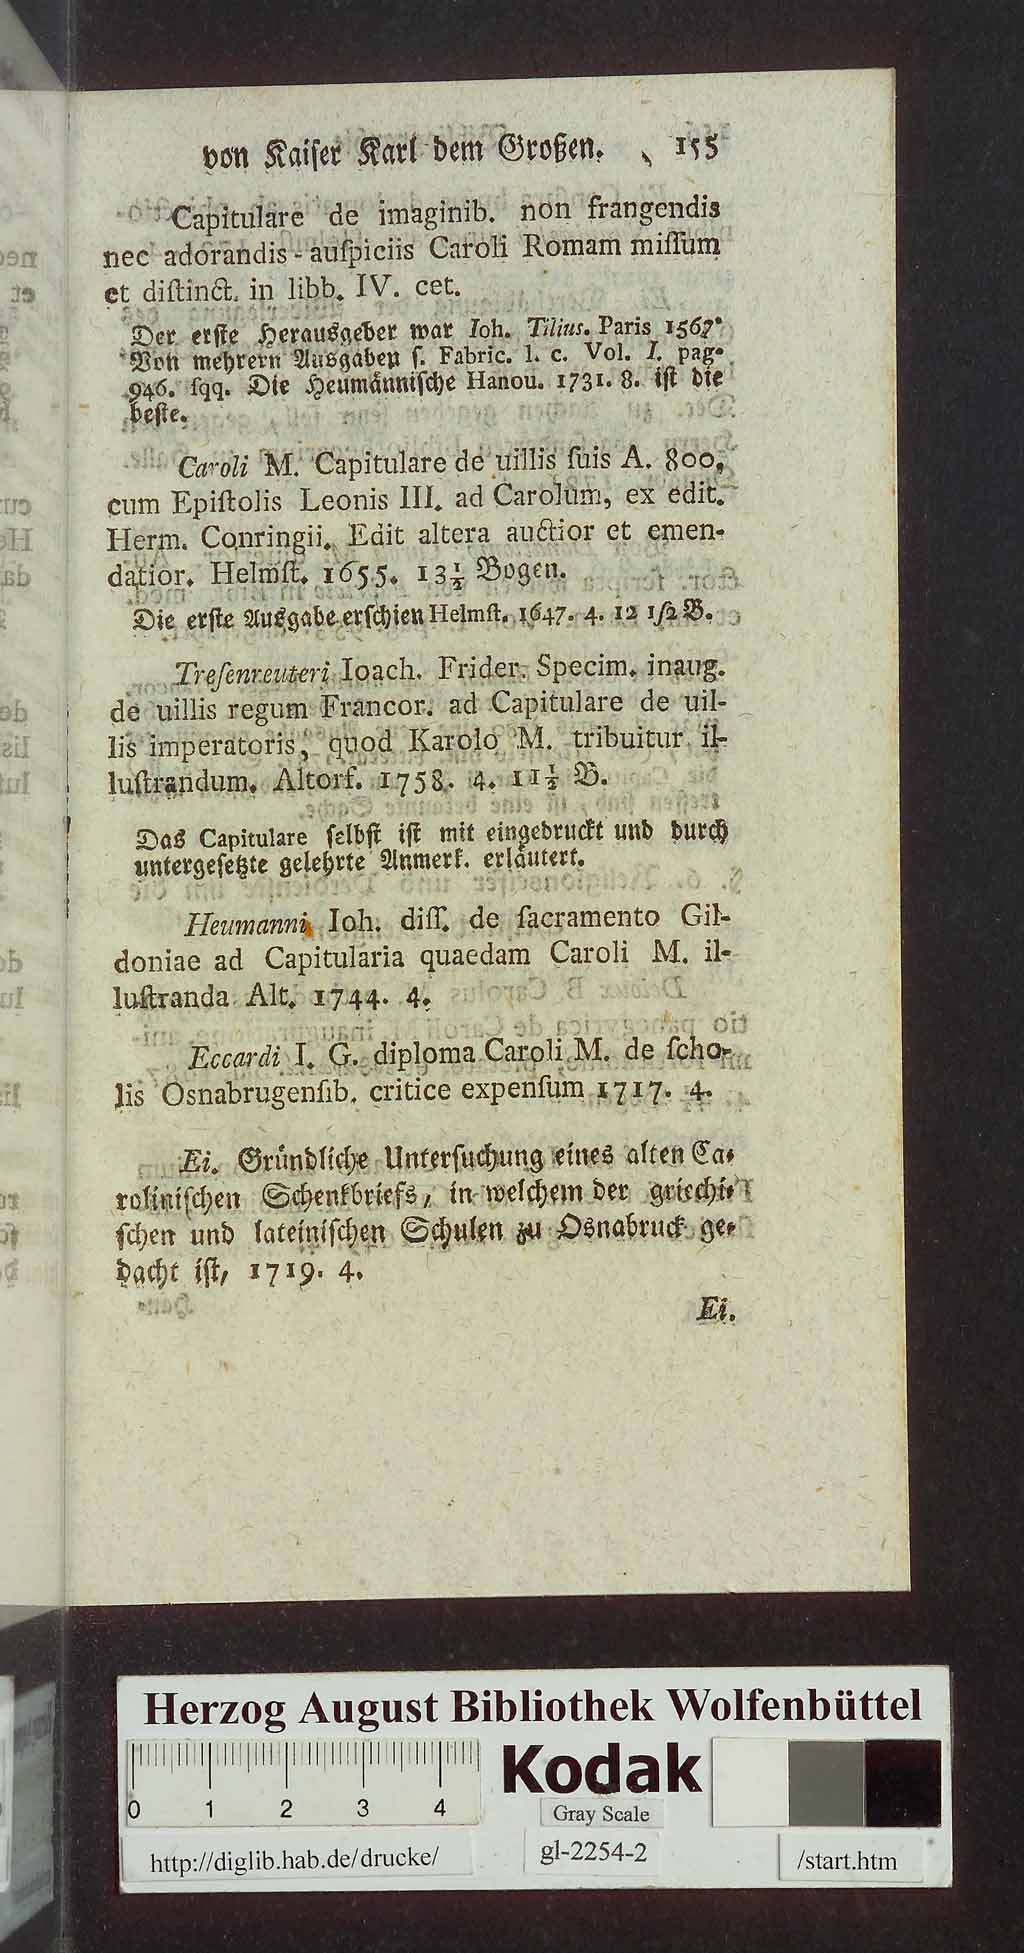 von Kaiser Karl dem Großen. 155
Capitulare de imaginib. non frangendis
nec adorandis - auſpiciis Caroli Romam miſſum
et diſtinct. in libb. IV. cet.
Der erſte Herausgeber war Ioh. Tilius. Paris 1567.
Von mehrern Ausgaben ſ. Fabric. l. c. Vol. I. pag.
946. ſqq. Die Heumänniſche Hanou. 1731. 8. iſt die
beſte.
Caroli M. Capitulare de uillis ſuis A. 800,
cum Epiſtolis Leonis III. ad Carolum, ex edit.
Herm. Conringii. Edit altera auctior et emen-
datior. Helmſt. 1655. 13½ Bogen.
Die erſte Ausgabe erſchien Helmſt. 1647. 4. 12 1/2 B.
Treſenreuteri Ioach. Frider. Specim. inaug.
de uillis regum Francor. ad Capitulare de uil-
lis imperatoris, quod Karolo M. tribuitur il-
luſtrandum. Altorf. 1758. 4. 11½ B.
Das Capitulare ſelbſt iſt mit eingedruckt und durch
untergeſetzte gelehrte Anmerk. erläutert.
Heumanni Ioh. diſſ. de ſacramento Gil-
doniae ad Capitularia quaedam Caroli M. il-
luſtranda Alt. 1744. 4.
Eccardi I. G. diploma Caroli M. de ſcho-
lis Osnabrugenſib. critice expenſum 1717. 4.
Ei. Gründliche Unterſuchung eines alten Ca-
roliniſchen Schenkbriefs, in welchem der griechi-
ſchen und lateiniſchen Schulen zu Osnabruck ge-
dacht iſt, 1719. 4.
Ei.
Herzog August Bibliothek Wolfenbüttel
Kodak
0 1 2 3 4
Gray Scale
http://diglib.hab.de/drucke/ gl-2254-2 /start.htm